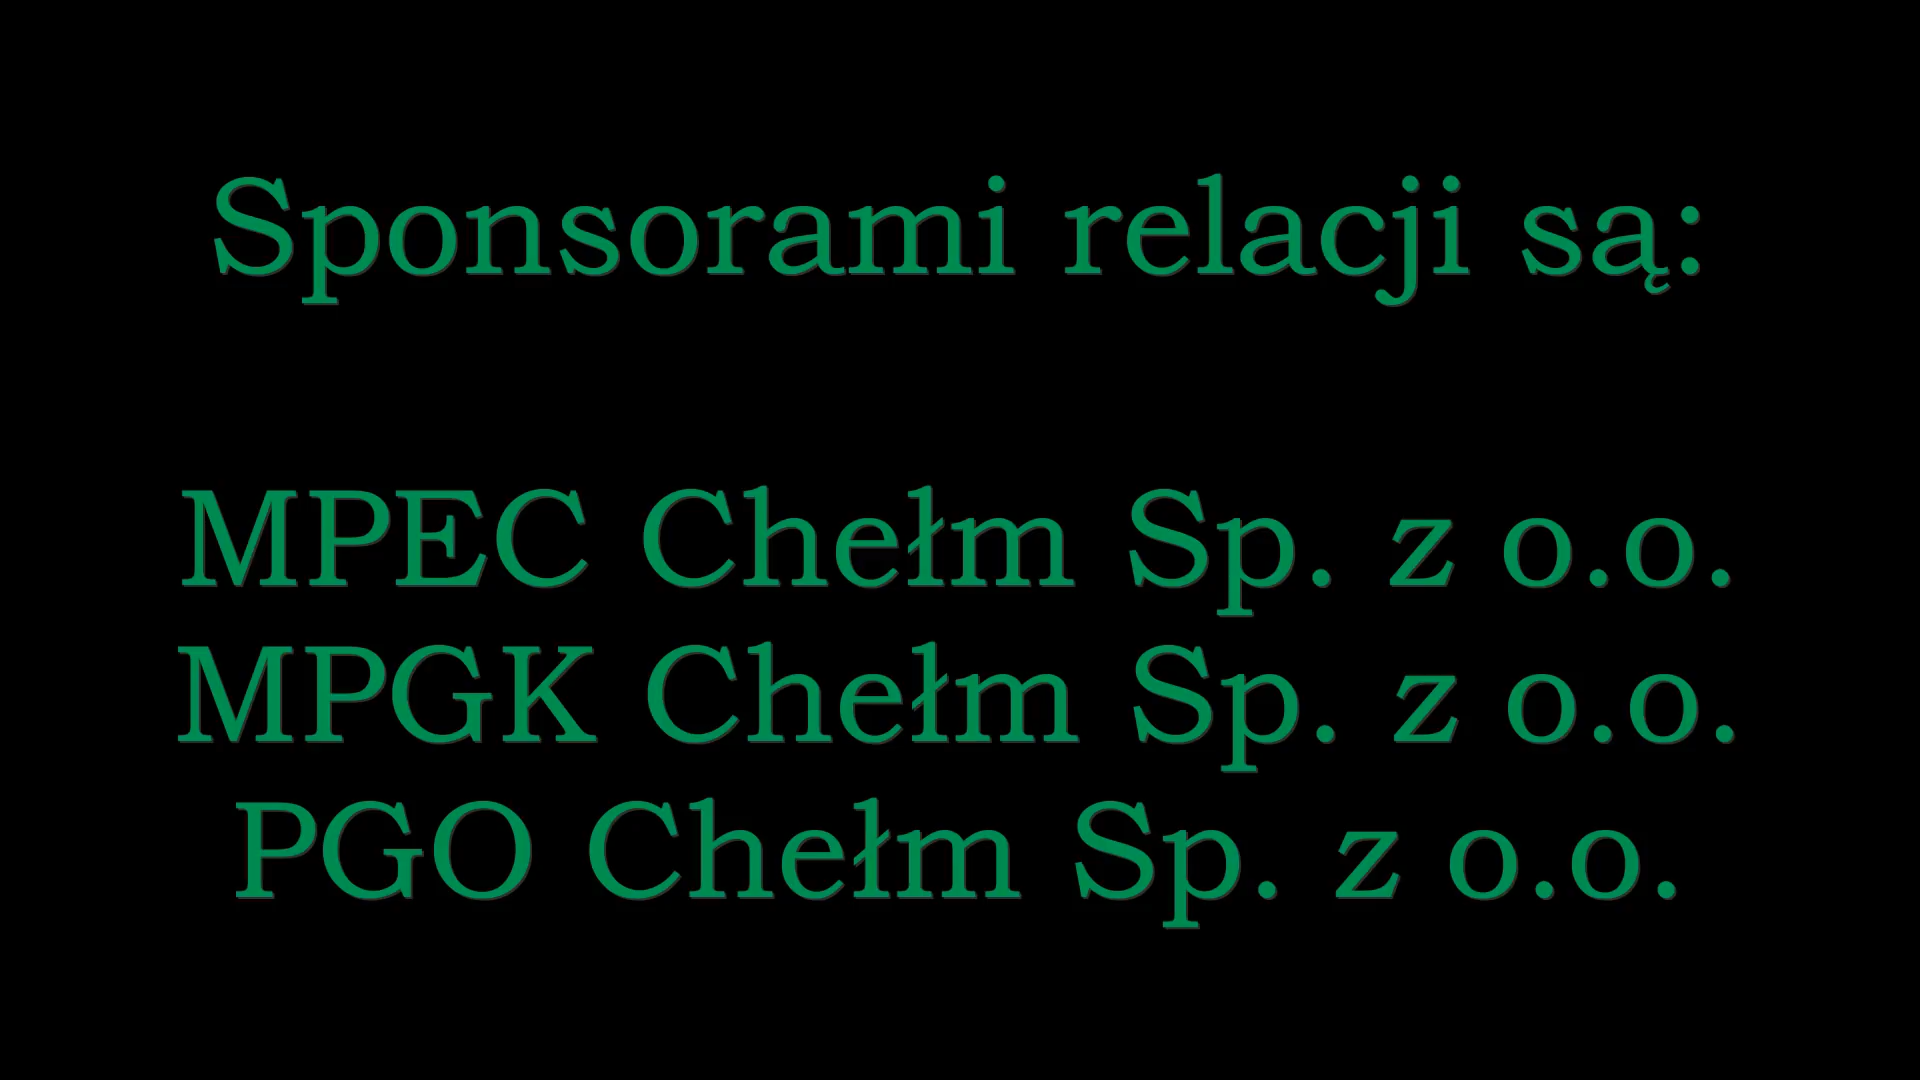 Sponsorami relacji są:
MPEC Chełm Sp. z o.o.
MPGK Chełm Sp. z o.o.
PGO Chełm Sp. z o.o.